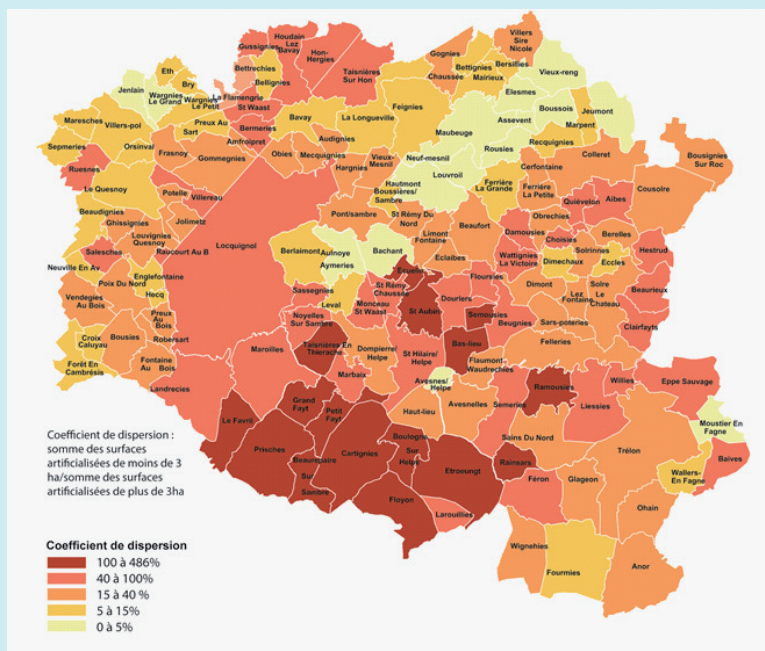 Gussignies
Houdain
Lez
Bavay
Hon-
Hergies
Taisnières
Sur Hon
Gognies
Chaussée
Villers
Sire
Nicole
Bettignies
Bersillies
Mairieux
Vieux-reng
Eth
Bry
Bettrechies
Bellignies
Jenlain
Wargnies
Le Grand
Wargnies
Le Petit
La Flamengrie
St Waast
Elesmes
Boussois
Jeumont
Maresches
Villers-pol
Preux Au
Sart
Bermeries
Amfroipret
Bavay
La Longueville
Feignies
Assevent
Marpent
Maubeuge
Rousies
Recquignies
Sepmeries
Orsinval
Frasnoy
Gommegnies
Obies
Audignies
Mecquignies
Vieux-
Mesnil
Hargnies
Neuf-mesnil
Louvroil
Hautmont
Boussières/
Sambre
Ferrière
La Grande
Cerfontaine
Ferrière
La Petite
Colleret
Bousignies
Sur Roc
Cousolre
Ruesnes
Le Quesnoy
Potelle
Villereau
Beaudignies
Ghissignies
Jolimetz
Louvignies
Quesnoy
Raucourt Au B
Locquignol
Pont/sambre
St Rémy Du
Nord
Limont
Fontaine
Beaufort
Eclaibes
Obrechies
Quiévelon
Aibes
Damousies
Choisies
Berelles
Wattignies
La Victoire
Dimechaux
Solrinnes
Eccles
Hestrud
Salesches
Neuville En Av
Poix Du Nord
Englefontaine
Hecq
Vendegies
Au Bois
Preux
Au
Bois
Robersart
Croix
Caluyau
Bousies
Forêt En
Cambrésis
Fontaine
Au Bois
Landrecies
Berlaimont
Aulnoye
Aymeries
Bachant
Leval
Sassegnies
Ecuelin
St Rémy
Chaussée
Monceau
St Waast
St Aubin
Floursies
Dourlers
Semousies
Beugnies
Dimont
Lez
Fontaine
Solre
Le
Chateau
Beaurieux
Clairfayts
Sars-poteries
Felleries
Noyelles
Sur Sambre
Maroilles
Taisnières En
Thierache
Dompierre/
Helpe
Marbaix
St Hilaire/
Helpe
Bas-lieu
Flaumont
Waudrechies
Avesnes/
Helpe
Avesnelles
Haut-lieu
Sémeries
Ramousies
Liessies
Willies
Eppe Sauvage
Moustier En
Fagne
Baives
Wallers-
En Fagne
Le Favril
Grand
Fayt
Petit
Fayt
Prisches
Beaurepaire
Sur
Sambre
Cartignies
Boulogne
Sur
Helpe
Etroeungt
Floyon
Larouillies
Sains Du Nord
Rainsars
Féron
Trélon
Glageon
Ohain
Wignehies
Fourmies
Anor
Coefficient de dispersion :
somme des surfaces
artificialisées de moins de 3
ha/somme des surfaces
artificialisées de plus de 3ha
Coefficient de dispersion
100 à 486%
40 à 100%
15 à 40 %
5 à 15%
0 à 5%